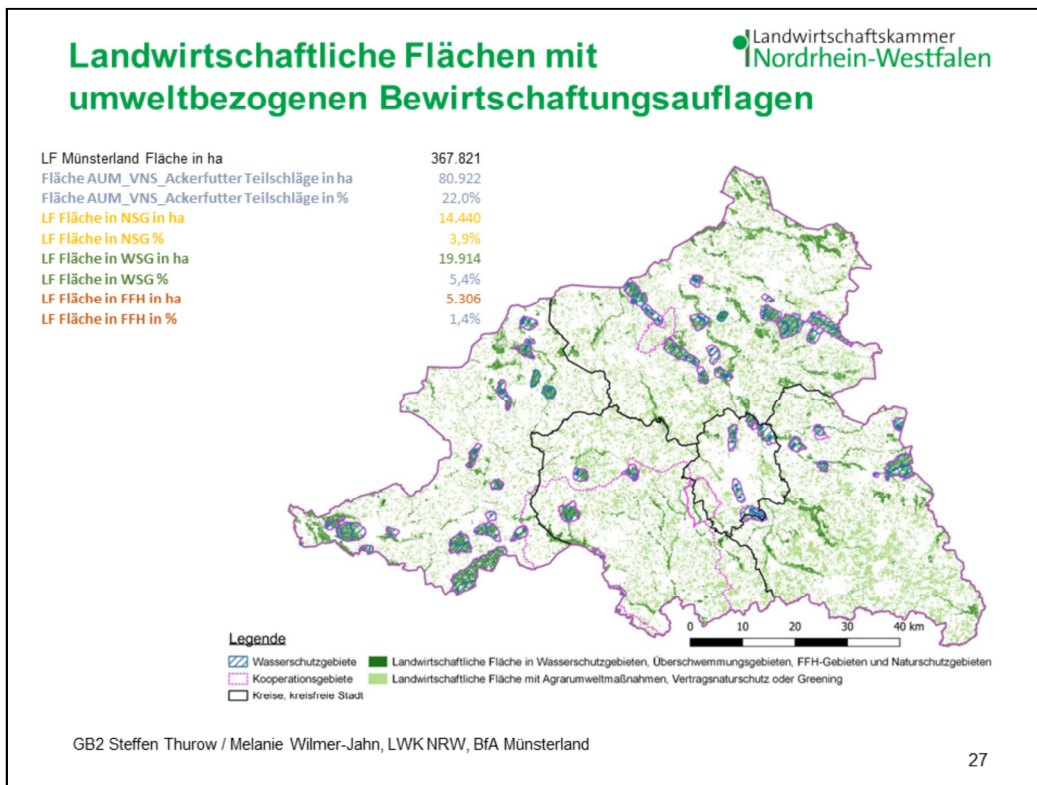 Landwirtschaftliche Flächen mit
umweltbezogenen Bewirtschaftungsauflagen
Landwirtschaftskammer
Nordrhein-Westfalen
LF Münsterland Fläche in ha 367.821
Fläche AUM_VNS_Ackerfutter Teilschläge in ha 80.922
Fläche AUM_VNS_Ackerfutter Teilschläge in % 22,0%
LF Fläche in NSG in ha 14.440
LF Fläche in NSG % 3,9%
LF Fläche in WSG in ha 19.914
LF Fläche in WSG % 5,4%
LF Fläche in FFH in ha 5.306
LF Fläche in FFH in % 1,4%
0 10 20 30 40 km
Legende
Wasserschutzgebiete Landwirtschaftliche Fläche in Wasserschutzgebieten, Überschwemmungsgebieten, FFH-Gebieten und Naturschutzgebieten
Kooperationsgebiete Landwirtschaftliche Fläche mit Agrarumweltmaßnahmen, Vertragsnaturschutz oder Greening
Kreise, kreisfreie Stadt
GB2 Steffen Thurow / Melanie Wilmer-Jahn, LWK NRW, BfA Münsterland
27